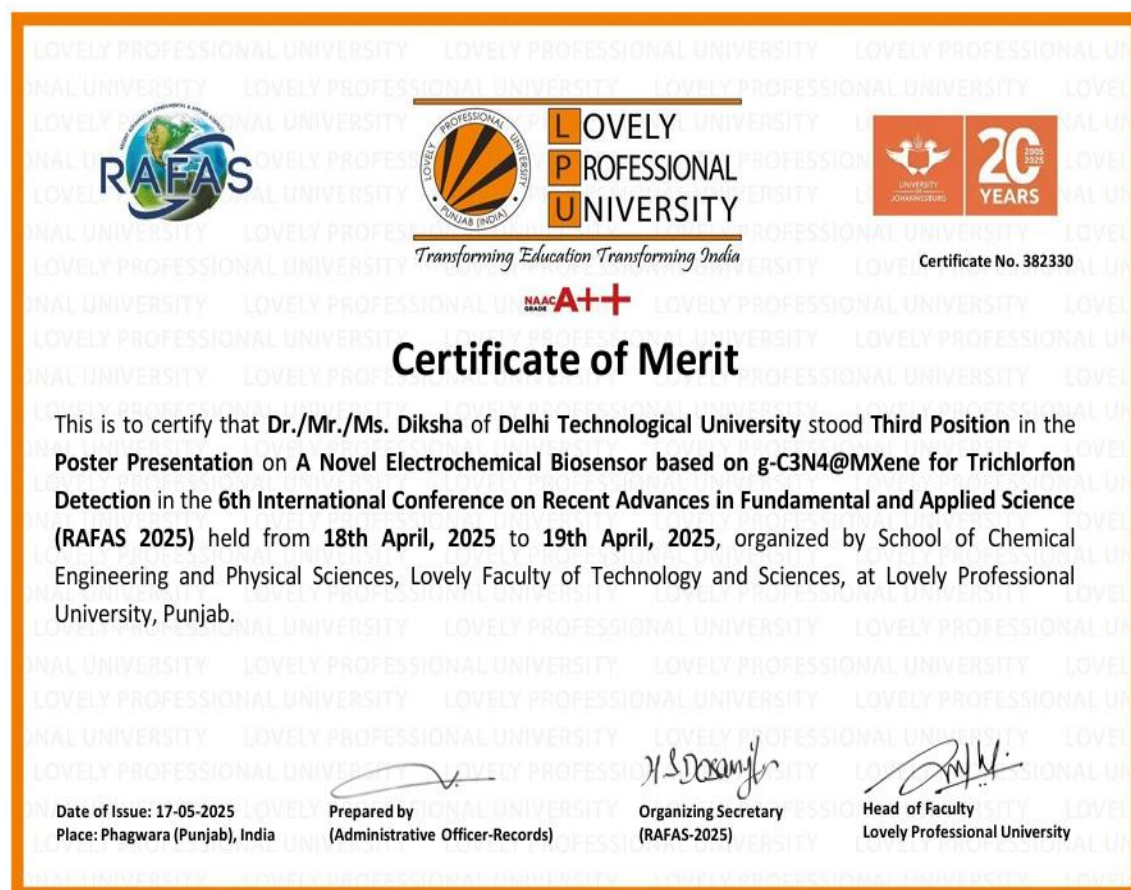 RAFAS
LOVELY PROFESSIONAL UNIVERSITY
PUNJAB (INDIA)
LOVELY
PROFESSIONAL
UNIVERSITY
Transforming Education Transforming India
UNIVERSITY
OF
JOHANNESBURG
20
2005
2025
YEARS
Certificate No. 382330
NAAC
GRADE A++
Certificate of Merit
This is to certify that Dr./Mr./Ms. Diksha of Delhi Technological University stood Third Position in the
Poster Presentation on A Novel Electrochemical Biosensor based on g-C3N4@MXene for Trichlorfon
Detection in the 6th International Conference on Recent Advances in Fundamental and Applied Science
(RAFAS 2025) held from 18th April, 2025 to 19th April, 2025, organized by School of Chemical
Engineering and Physical Sciences, Lovely Faculty of Technology and Sciences, at Lovely Professional
University, Punjab.
Date of Issue: 17-05-2025
Place: Phagwara (Punjab), India
Prepared by
(Administrative Officer-Records)
Organizing Secretary
(RAFAS-2025)
Head of Faculty
Lovely Professional University